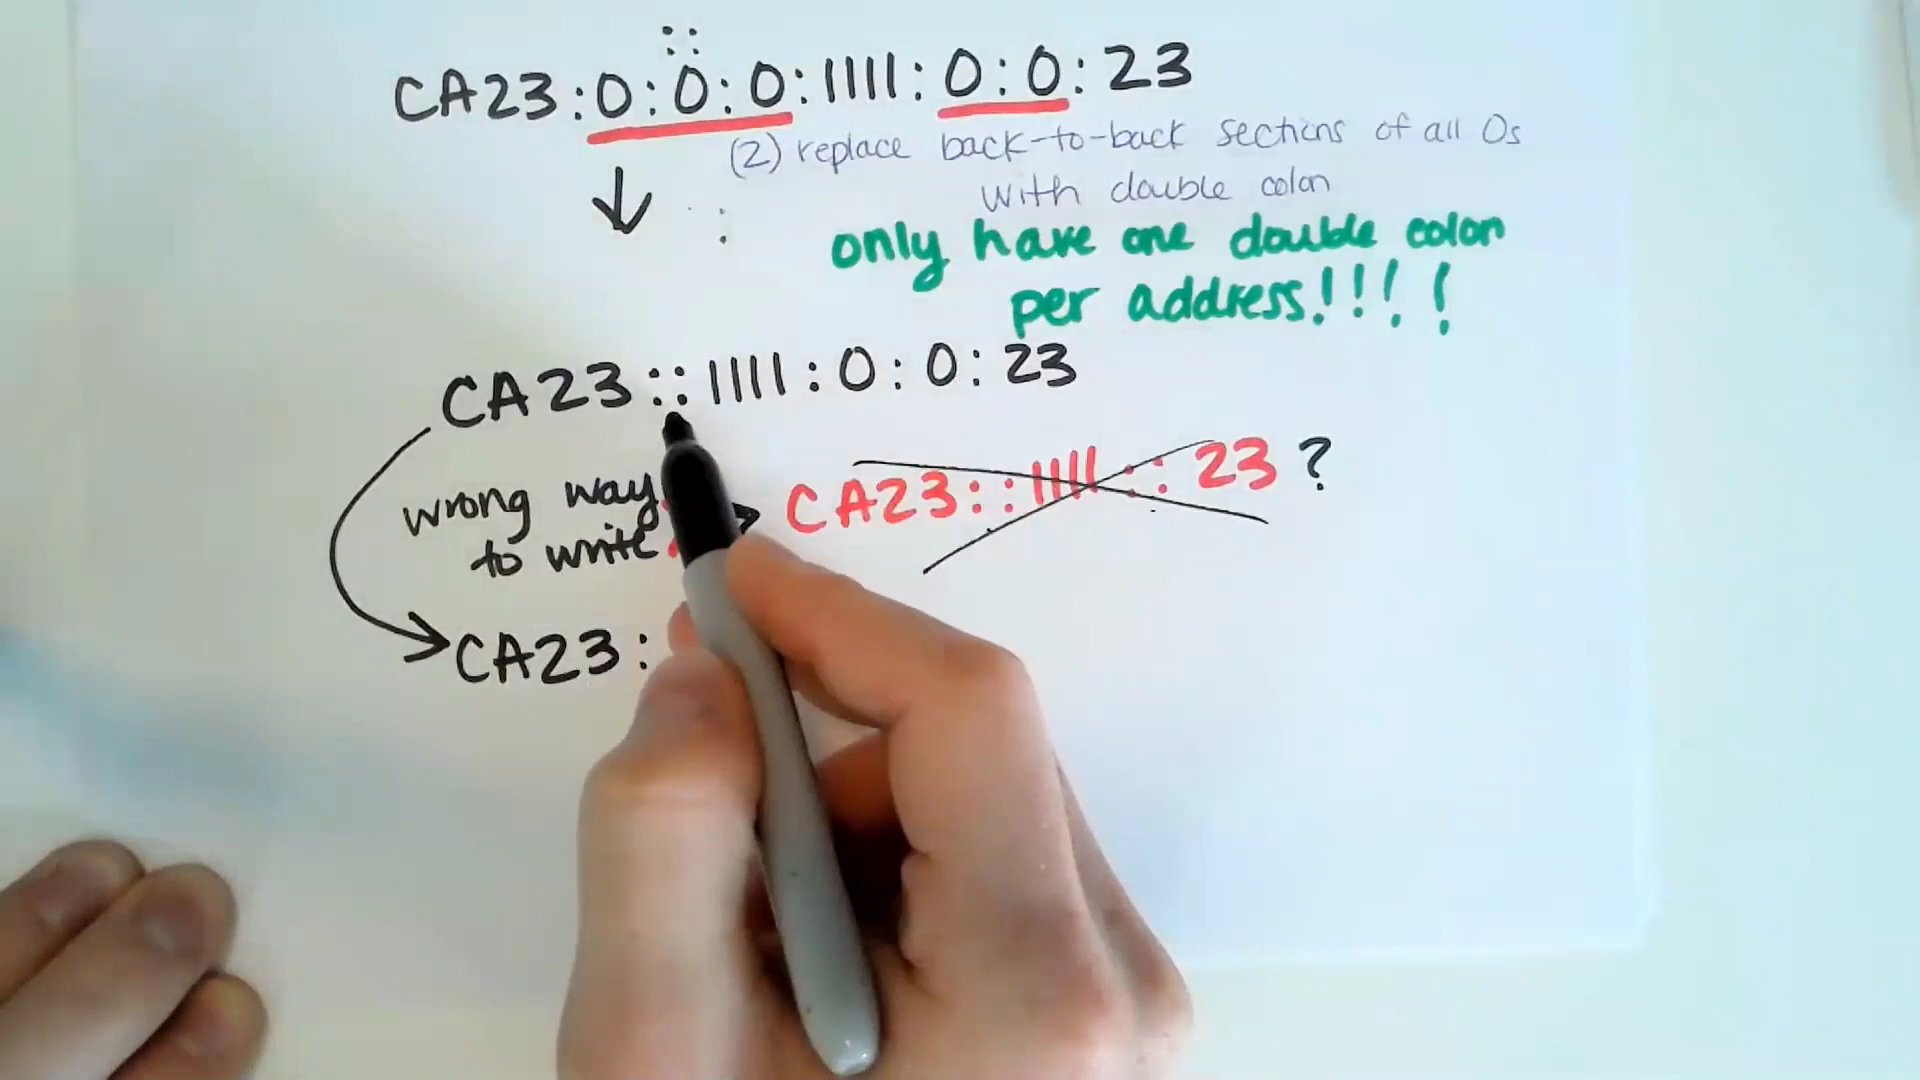 ::
CA23:0:0:0:1111:0:0:23
(2) replace back-to-back sections of all 0s
with double colon
only have one double colon
per address!!!!
CA23::1111:0:0:23
CA23::1111::23?
wrong way
to write
CA23: